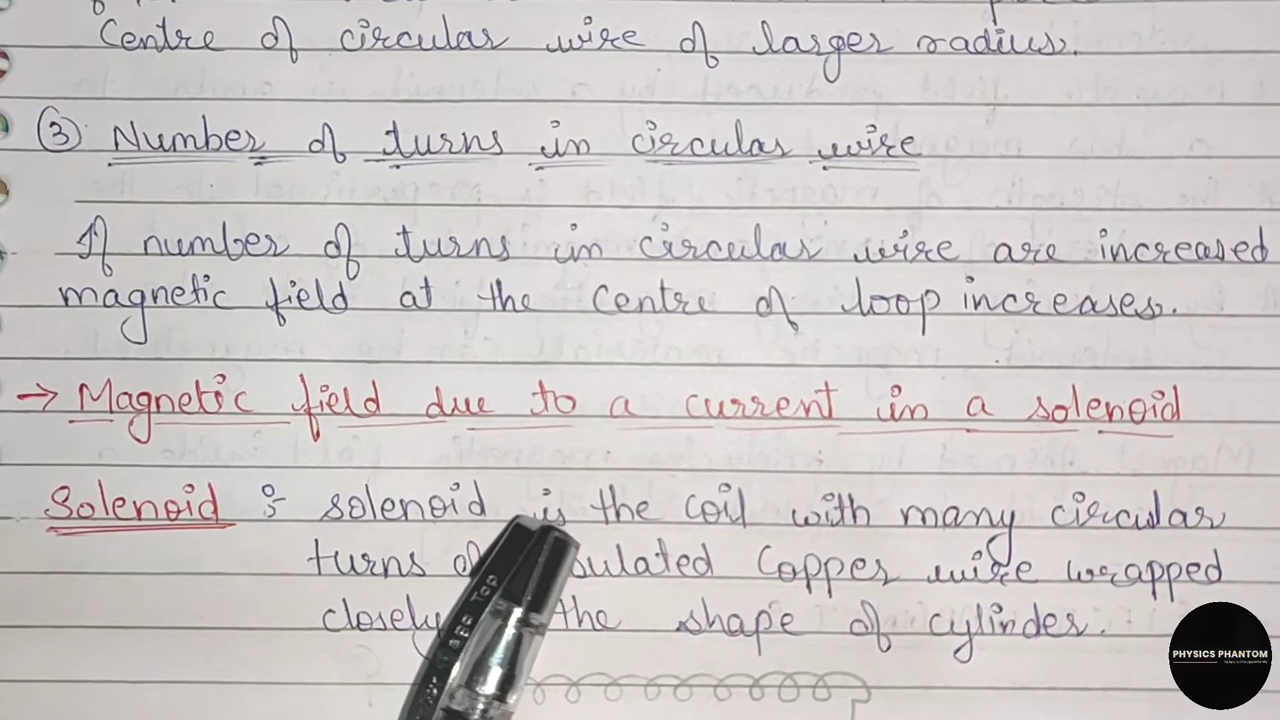 Centre of circular wire of larger radius.
③ Number of turns in circular wire
If number of turns in circular wire are increased
magnetic field at the centre of loop increases.
→ Magnetic field due to a current in a solenoid
Solenoid :- solenoid is the coil with many circular
turns of copper wire wrapped
closely the shape of cylinder.
PHYSICS PHANTOM